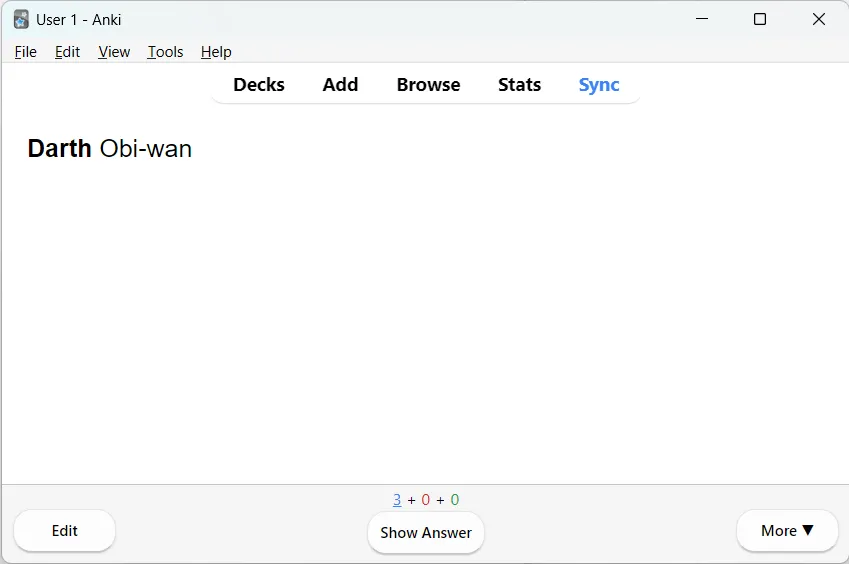 User 1 - Anki
File Edit View Tools Help
Decks Add Browse Stats Sync
Darth Obi-wan
3 + 0 + 0
Edit Show Answer More ▼